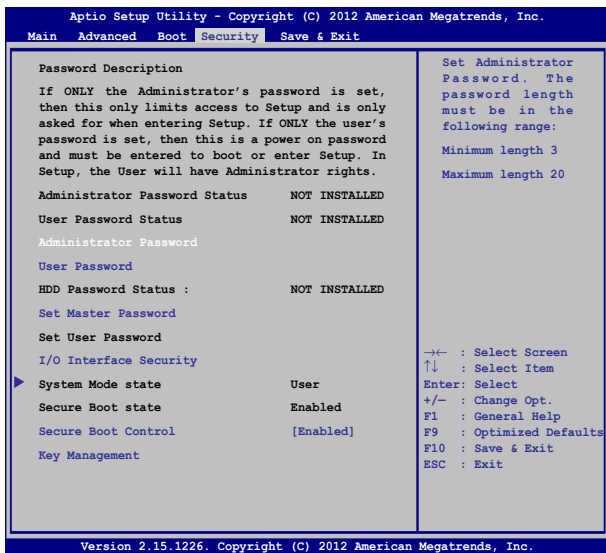 Aptio Setup Utility - Copyright (C) 2012 American Megatrends, Inc.
Main Advanced Boot Security Save & Exit
Password Description
If ONLY the Administrator's password is set,
then this only limits access to Setup and is only
asked for when entering Setup. If ONLY the user's
password is set, then this is a power on password
and must be entered to boot or enter Setup. In
Setup, the User will have Administrator rights.
Administrator Password Status NOT INSTALLED
User Password Status NOT INSTALLED
Administrator Password
User Password
HDD Password Status : NOT INSTALLED
Set Master Password
Set User Password
I/O Interface Security
System Mode state User
Secure Boot state Enabled
Secure Boot Control [Enabled]
Key Management
Set Administrator
Password. The
password length
must be in the
following range:
Minimum length 3
Maximum length 20
→← : Select Screen
↑↓ : Select Item
Enter: Select
+/— : Change Opt.
F1 : General Help
F9 : Optimized Defaults
F10 : Save & Exit
ESC : Exit
Version 2.15.1226. Copyright (C) 2012 American Megatrends, Inc.